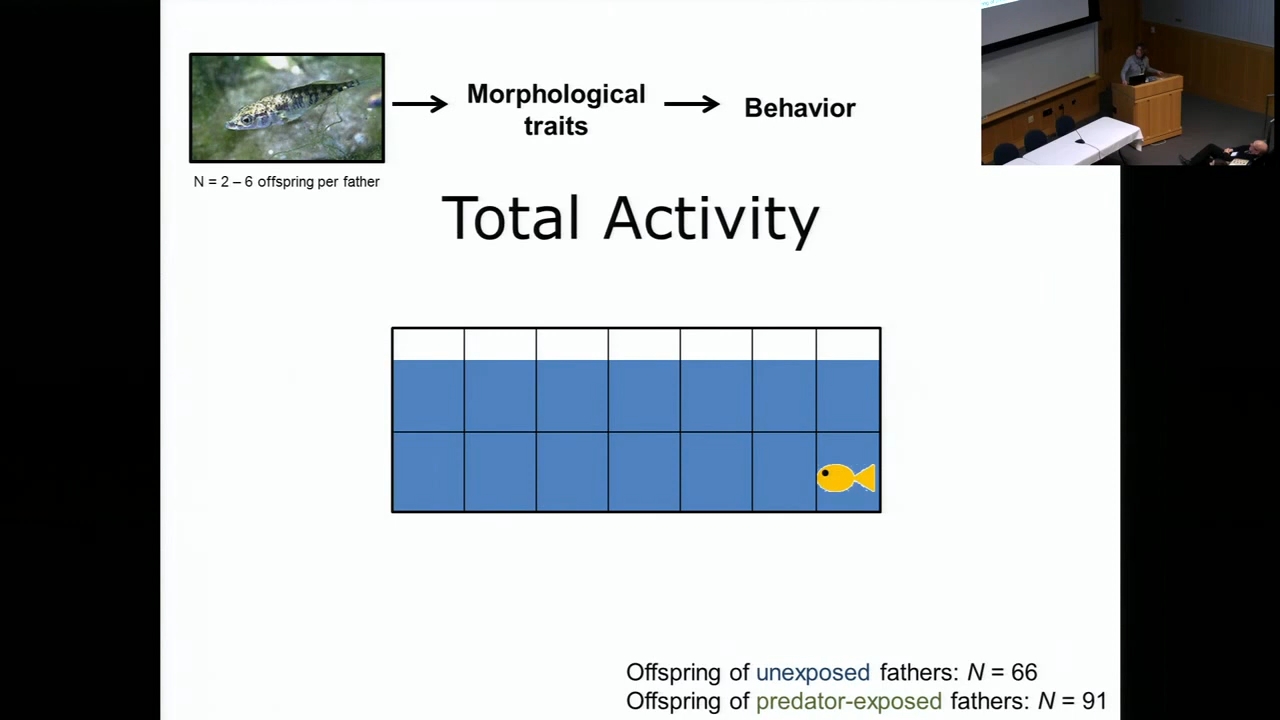 Morphological
traits
Behavior
N = 2 – 6 offspring per father
Total Activity
Offspring of unexposed fathers: N = 66
Offspring of predator-exposed fathers: N = 91